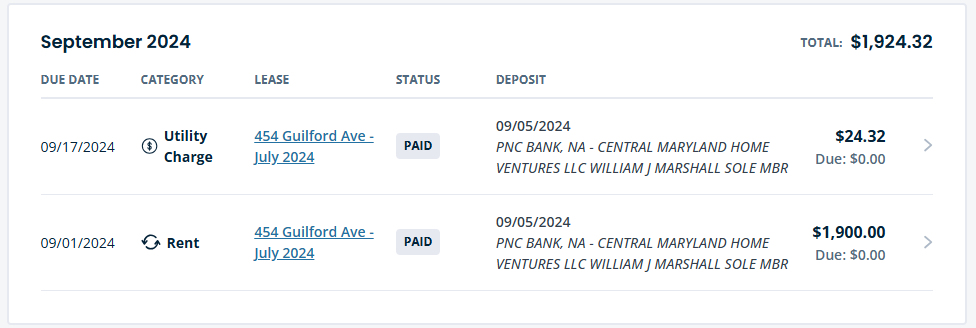 September 2024
TOTAL: $1,924.32
DUE DATE CATEGORY LEASE STATUS DEPOSIT
09/17/2024
Utility
Charge
454 Guilford Ave -
July 2024
PAID
09/05/2024
PNC BANK, NA - CENTRAL MARYLAND HOME
VENTURES LLC WILLIAM J MARSHALL SOLE MBR
$24.32
Due: $0.00
09/01/2024
Rent
454 Guilford Ave -
July 2024
PAID
09/05/2024
PNC BANK, NA - CENTRAL MARYLAND HOME
VENTURES LLC WILLIAM J MARSHALL SOLE MBR
$1,900.00
Due: $0.00